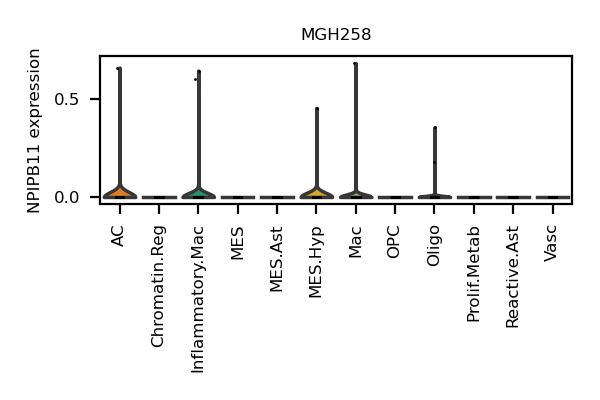 MGH258
NPIPB11 expression
0.5
0.0
AC
Chromatin.Reg
Inflammatory.Mac
MES
MES.Ast
MES.Hyp
Mac
OPC
Oligo
Prolif.Metab
Reactive.Ast
Vasc